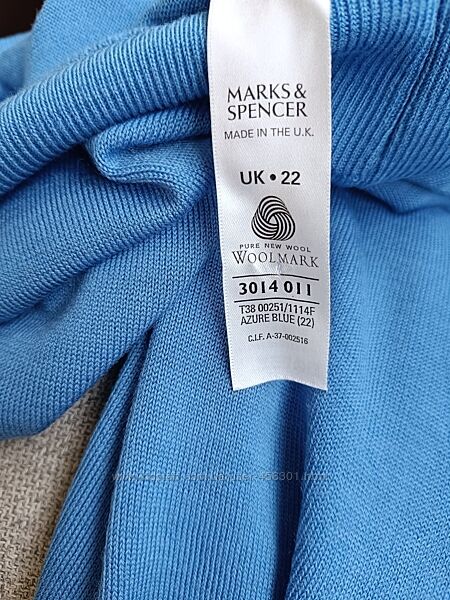 MARKS &
SPENCER
MADE IN THE U.K.
UK • 22
PURE NEW WOOL
WOOLMARK
3014 011
T38 00251/1114F
AZURE BLUE (22)
C.I.F. A-37-002516